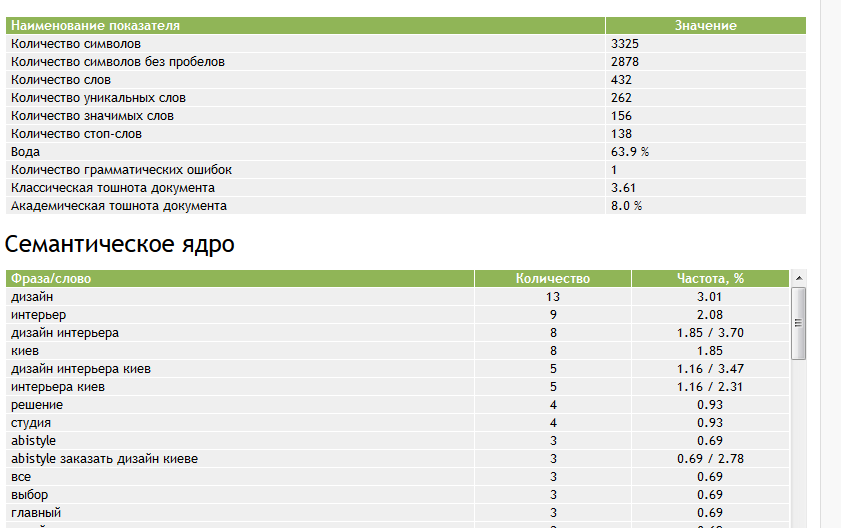 Наименование показателя Значение
Количество символов 3325
Количество символов без пробелов 2878
Количество слов 432
Количество уникальных слов 262
Количество значимых слов 156
Количество стоп-слов 138
Вода 63.9 %
Количество грамматических ошибок 1
Классическая тошнота документа 3.61
Академическая тошнота документа 8.0 %
Семантическое ядро
Фраза/слово Количество Частота, %
дизайн 13 3.01
интерьер 9 2.08
дизайн интерьера 8 1.85 / 3.70
киев 8 1.85
дизайн интерьера киев 5 1.16 / 3.47
интерьера киев 5 1.16 / 2.31
решение 4 0.93
студия 4 0.93
abistyle 3 0.69
abistyle заказать дизайн киеве 3 0.69 / 2.78
все 3 0.69
выбор 3 0.69
главный 3 0.69